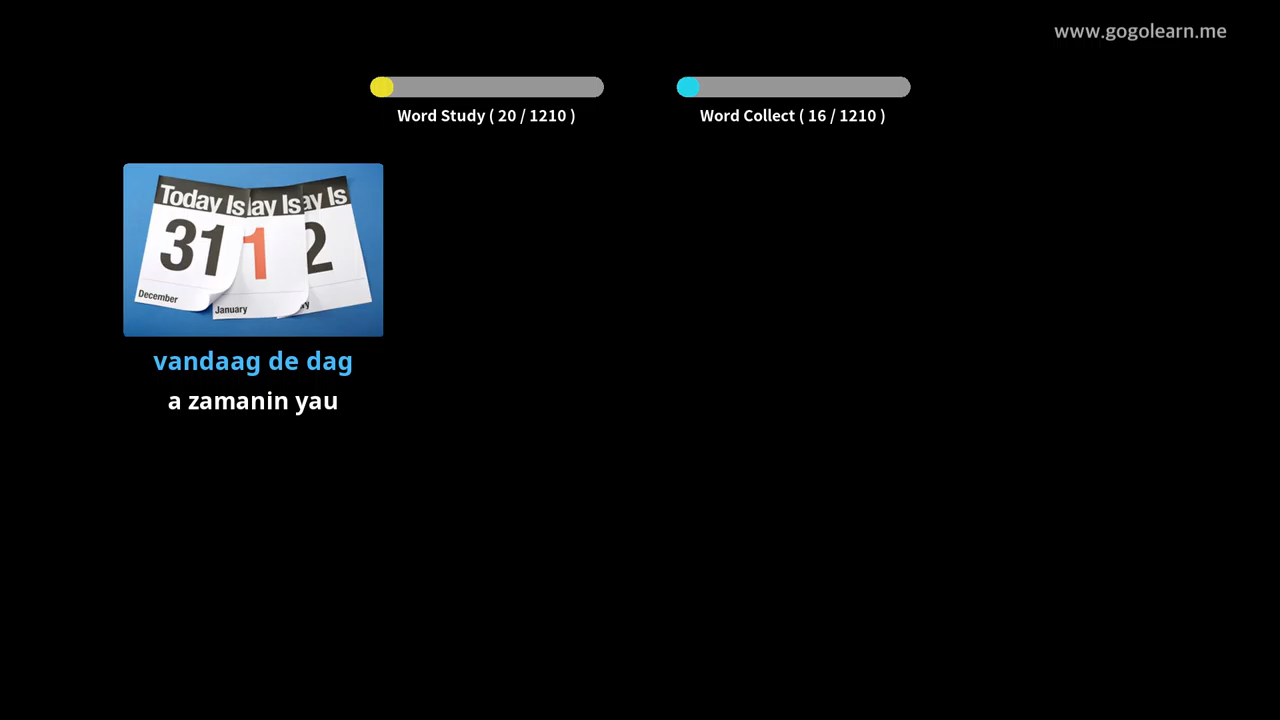 www.gogolearn.me
Word Study ( 20 / 1210 )
Word Collect ( 16 / 1210 )
Today Is
ay Is
ay Is
31
1
2
December
January
ry
vandaag de dag
a zamanin yau